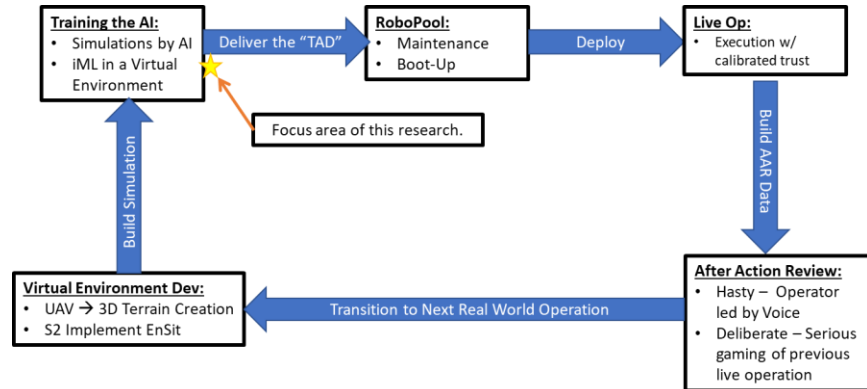 Training the AI:
• Simulations by AI
• iML in a Virtual
Environment
Deliver the “TAD”
RoboPool:
• Maintenance
• Boot-Up
Deploy
Live Op:
• Execution w/
calibrated trust
Focus area of this research.
Build Simulation
Build AAR Data
Virtual Environment Dev:
• UAV → 3D Terrain Creation
• S2 Implement EnSit
Transition to Next Real World Operation
After Action Review:
• Hasty – Operator
led by Voice
• Deliberate – Serious
gaming of previous
live operation